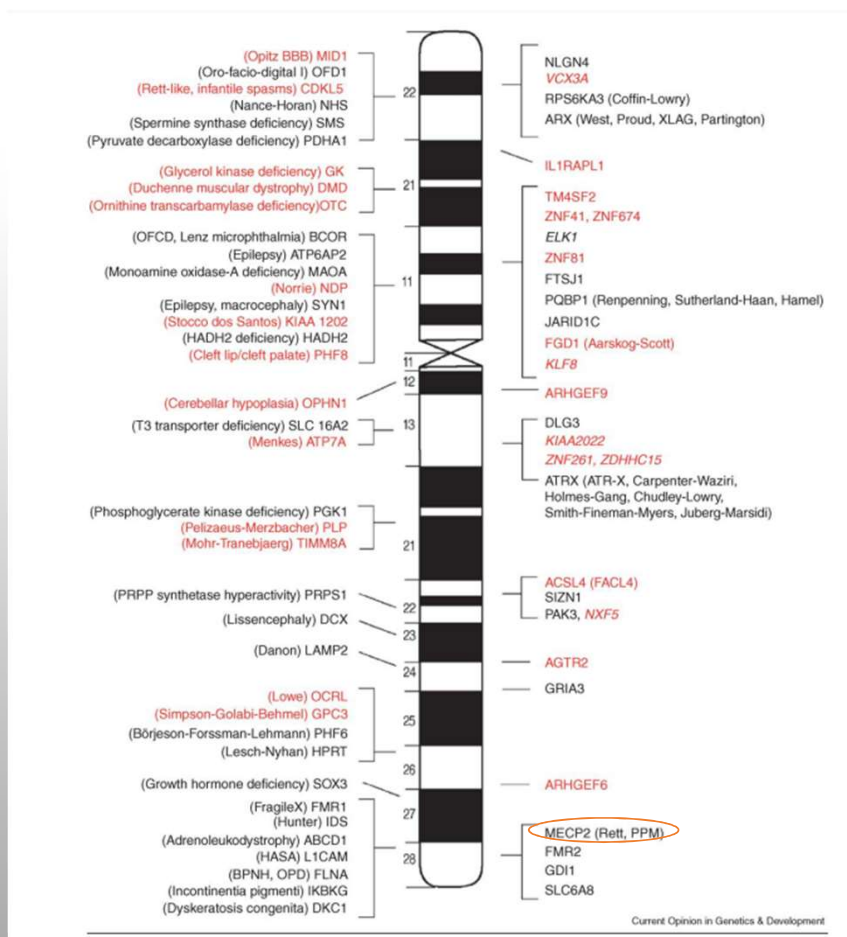 (Opitz BBB) MID1
(Oro-facio-digital I) OFD1
(Rett-like, infantile spasms) CDKL5
(Nance-Horan) NHS
(Spermine synthase deficiency) SMS
(Pyruvate decarboxylase deficiency) PDHA1
(Glycerol kinase deficiency) GK
(Duchenne muscular dystrophy) DMD
(Ornithine transcarbamylase deficiency)OTC
(OFCD, Lenz microphthalmia) BCOR
(Epilepsy) ATP6AP2
(Monoamine oxidase-A deficiency) MAOA
(Norrie) NDP
(Epilepsy, macrocephaly) SYN1
(Stocco dos Santos) KIAA 1202
(HADH2 deficiency) HADH2
(Cleft lip/cleft palate) PHF8
(Cerebellar hypoplasia) OPHN1
(T3 transporter deficiency) SLC 16A2
(Menkes) ATP7A
(Phosphoglycerate kinase deficiency) PGK1
(Pelizaeus-Merzbacher) PLP
(Mohr-Tranebjaerg) TIMM8A
(PRPP synthetase hyperactivity) PRPS1
(Lissencephaly) DCX
(Danon) LAMP2
(Lowe) OCRL
(Simpson-Golabi-Behmel) GPC3
(Börjeson-Forssman-Lehmann) PHF6
(Lesch-Nyhan) HPRT
(Growth hormone deficiency) SOX3
(FragileX) FMR1
(Hunter) IDS
(Adrenoleukodystrophy) ABCD1
(HASA) L1CAM
(BPNH, OPD) FLNA
(Incontinentia pigmenti) IKBKG
(Dyskeratosis congenita) DKC1
22
21
11
11
12
13
21
22
23
24
25
26
27
28
NLGN4
VCX3A
RPS6KA3 (Coffin-Lowry)
ARX (West, Proud, XLAG, Partington)
IL1RAPL1
TM4SF2
ZNF41, ZNF674
ELK1
ZNF81
FTSJ1
PQBP1 (Renpenning, Sutherland-Haan, Hamel)
JARID1C
FGD1 (Aarskog-Scott)
KLF8
ARHGEF9
DLG3
KIAA2022
ZNF261, ZDHHC15
ATRX (ATR-X, Carpenter-Waziri,
Holmes-Gang, Chudley-Lowry,
Smith-Fineman-Myers, Juberg-Marsidi)
ACSL4 (FACL4)
SIZN1
PAK3, NXF5
AGTR2
GRIA3
ARHGEF6
MECP2 (Rett, PPM)
FMR2
GDI1
SLC6A8
Current Opinion in Genetics & Development